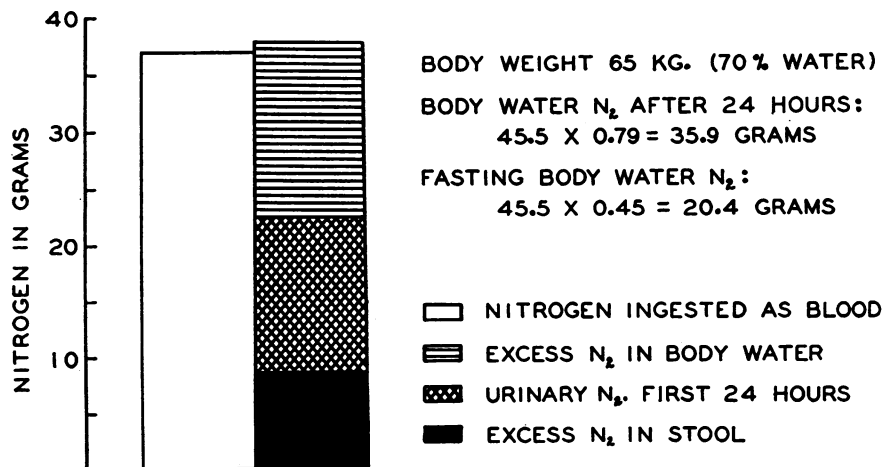 40
30
20
10
NITROGEN IN GRAMS
BODY WEIGHT 65 KG. (70% WATER)
BODY WATER N₂ AFTER 24 HOURS:
45.5 X 0.79 = 35.9 GRAMS
FASTING BODY WATER N₂:
45.5 X 0.45 = 20.4 GRAMS
NITROGEN INGESTED AS BLOOD
EXCESS N₂ IN BODY WATER
URINARY N₂. FIRST 24 HOURS
EXCESS N₂ IN STOOL